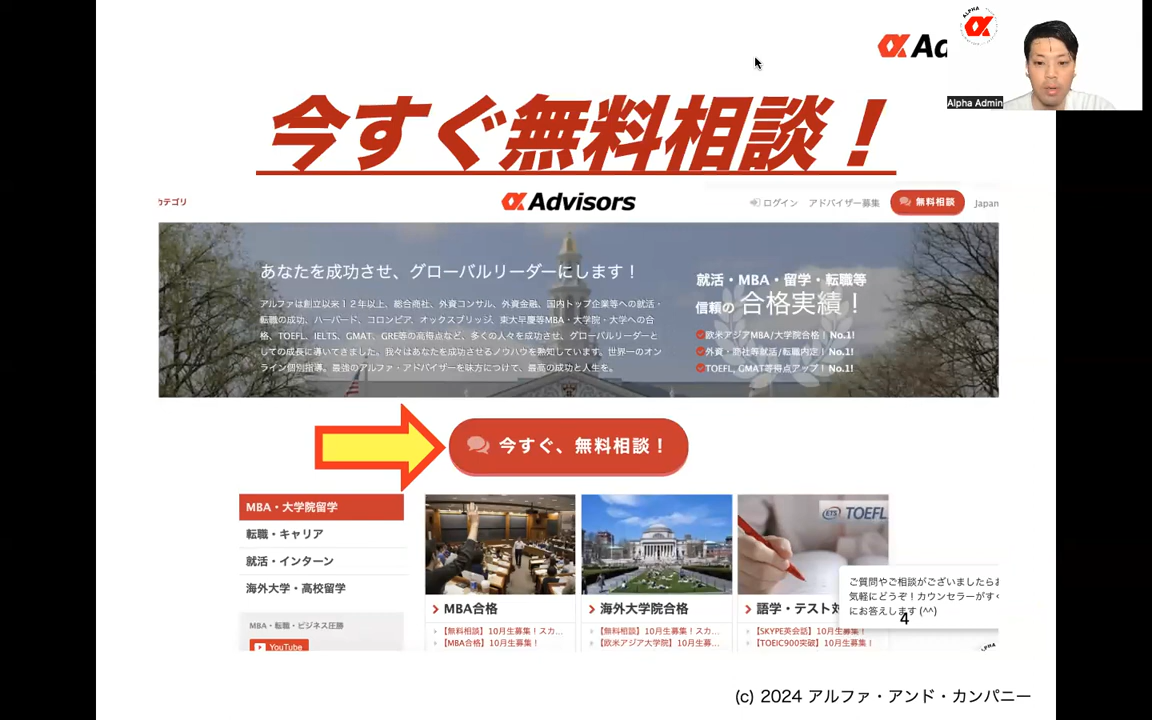 Ad
ALPHA
Alpha Admin
今すぐ無料相談！
カテゴリ
Advisors
ログイン
アドバイザー募集
無料相談
Japan
あなたを成功させ、グローバルリーダーにします！
アルファは創立以来１２年以上、総合商社、外資コンサル、外資金融、国内トップ企業等への就活・
転職の成功、ハーバード、コロンビア、オックスブリッジ、東大早慶等MBA・大学院・大学への合
格、TOEFL、IELTS、GMAT、GRE等の高得点など、多くの人々を成功させ、グローバルリーダーと
しての成長に導いてきました。我々はあなたを成功させるノウハウを熟知しています。世界一のオン
ライン個別指導。最強のアルファ・アドバイザーを味方につけて、最高の成功と人生を。
就活・MBA・留学・転職等
信頼の 合格実績！
欧米アジアMBA/大学院合格！No.1!
外資・商社等就活/転職内定！No.1!
TOEFL, GMAT等得点アップ！No.1!
今すぐ、無料相談！
MBA・大学院留学
転職・キャリア
就活・インターン
海外大学・高校留学
MBA・転職・ビジネス圧勝
YouTube
ETS TOEFL
MBA合格
【無料相談】10月生募集！スカ...
【MBA合格】10月生募集！
海外大学院合格
【無料相談】10月生募集！スカ...
【欧米アジア大学院】10月生募...
語学・テスト対
【SKYPE英会話】10月生募集！
【TOEIC900突破】10月生募集！
ご質問やご相談がございましたらお
気軽にどうぞ！カウンセラーがすぐ
にお答えします(^^)
4
(c) 2024 アルファ・アンド・カンパニー